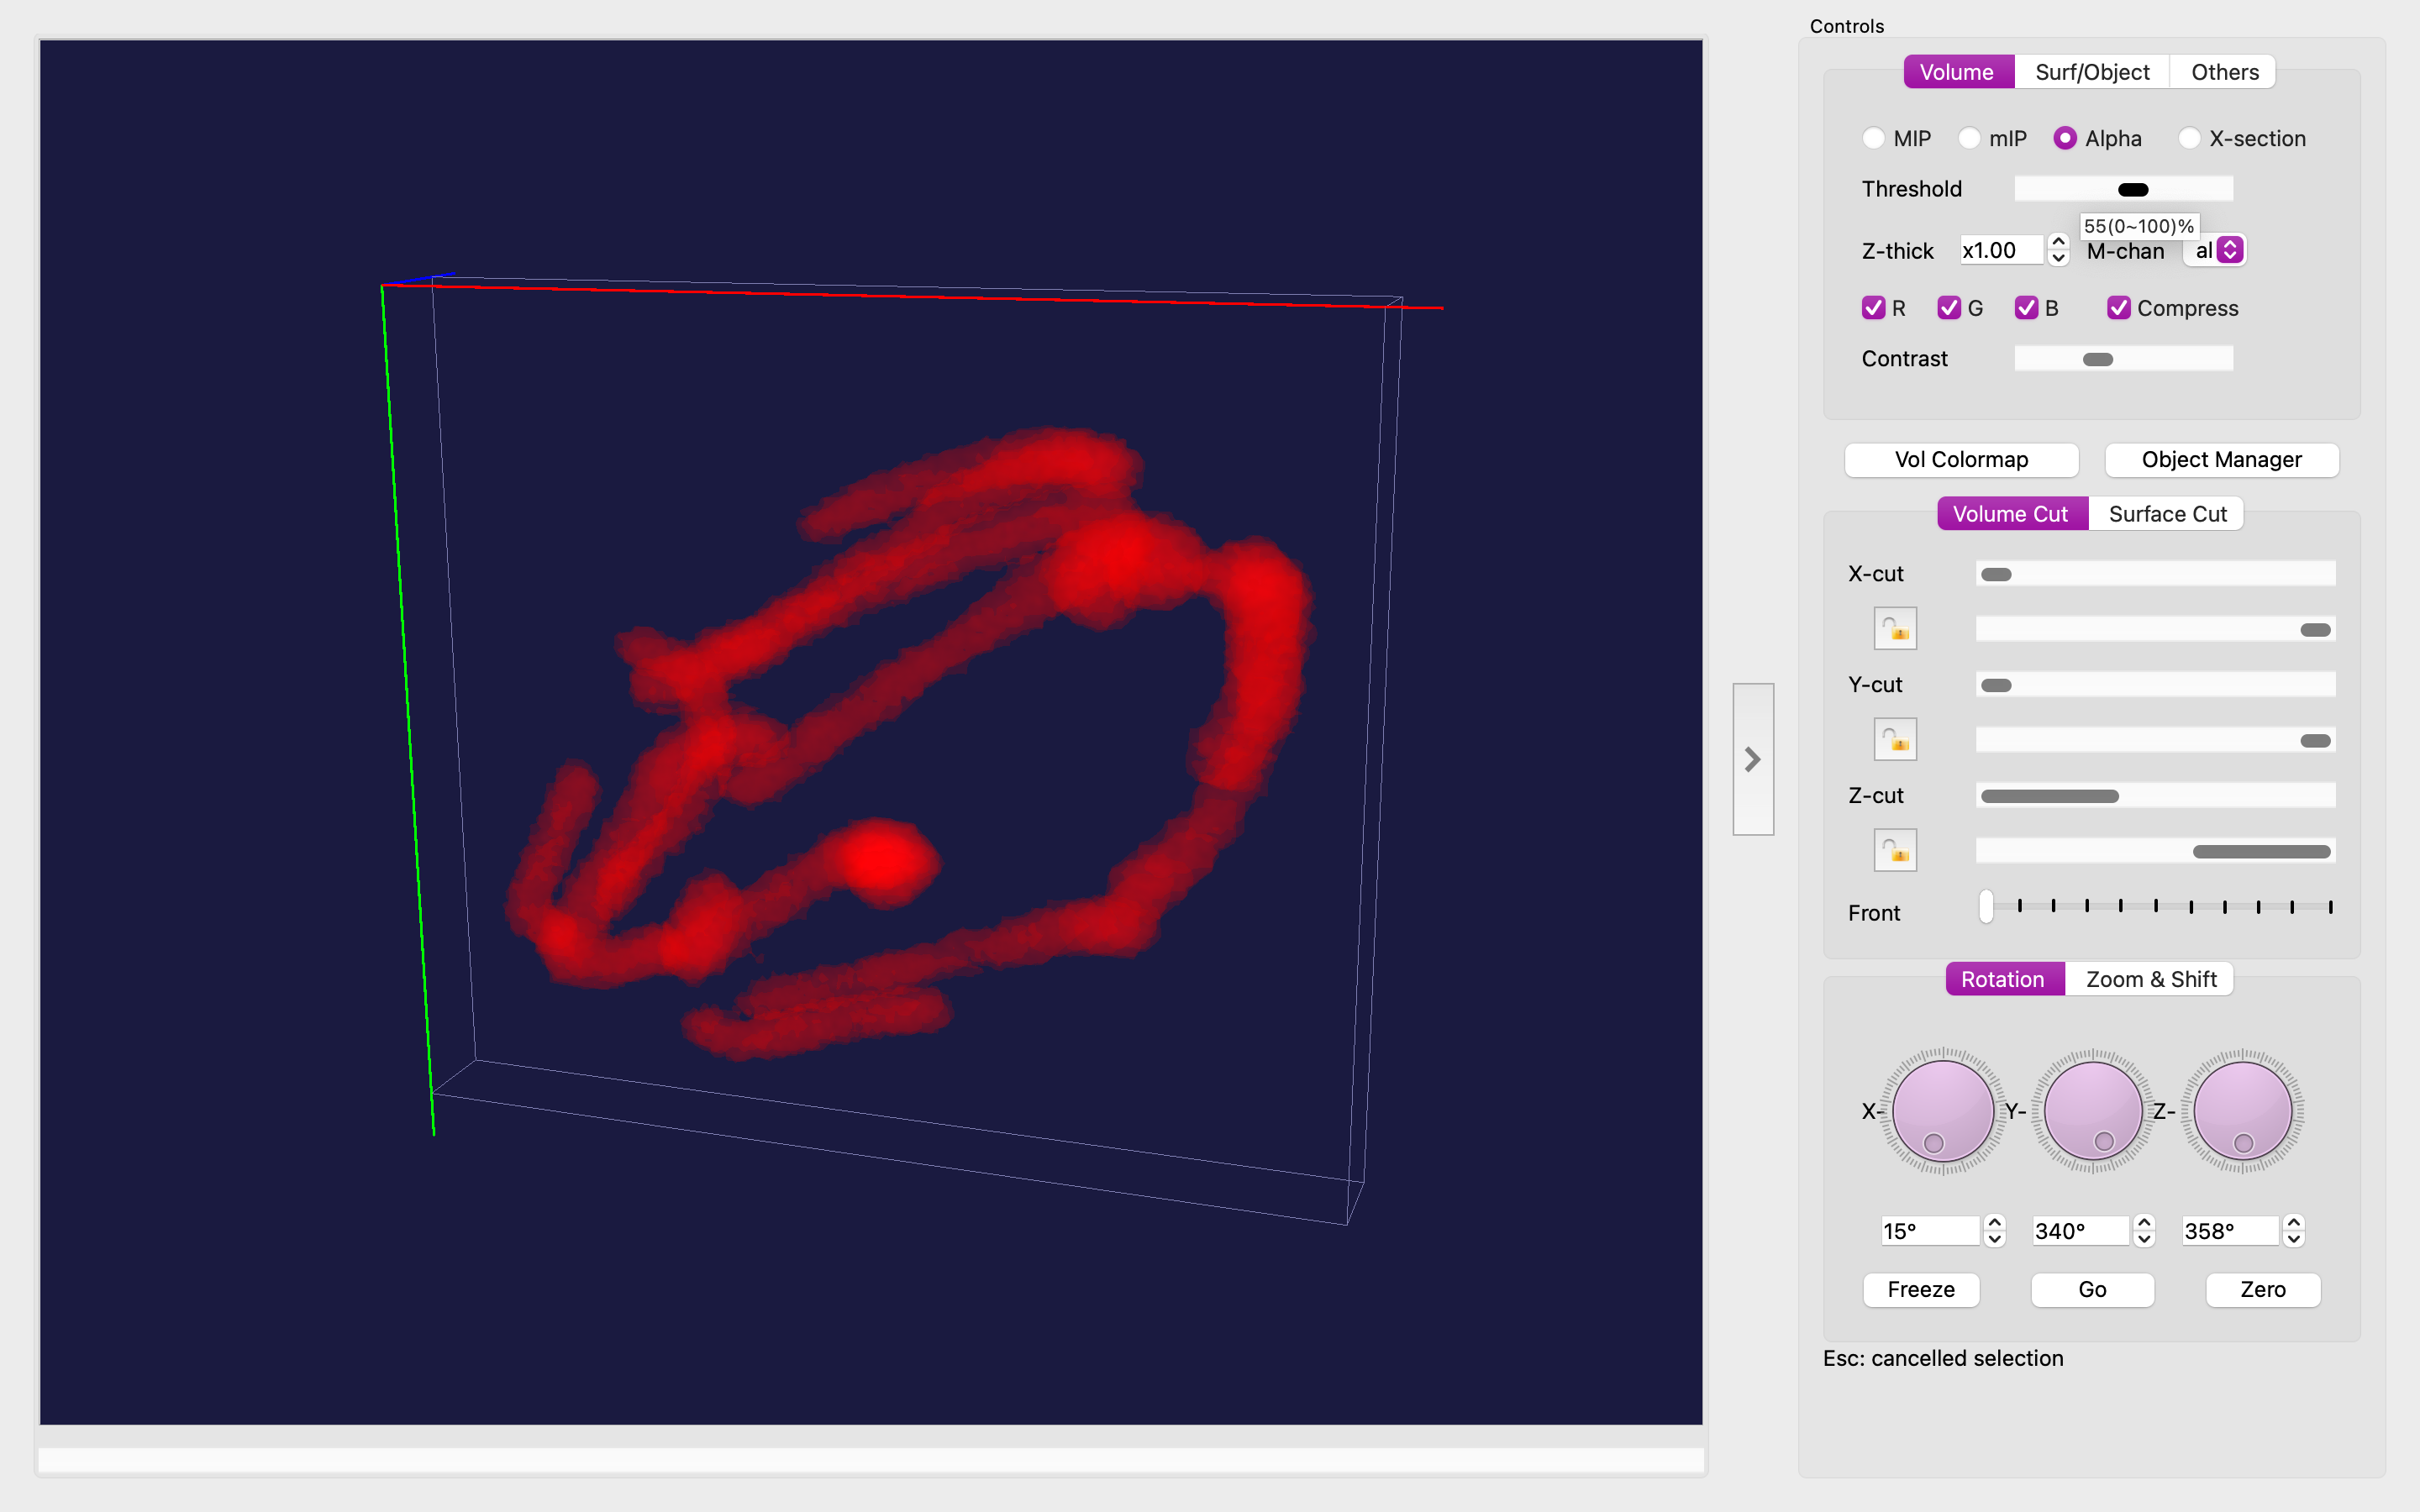 Controls
Volume Surf/Object Others
MIP mIP Alpha X-section
Threshold
55(0~100)%
Z-thick x1.00 M-chan al
R G B Compress
Contrast
Vol Colormap Object Manager
Volume Cut Surface Cut
X-cut
Y-cut
Z-cut
Front
Rotation Zoom & Shift
X- Y- Z-
15° 340° 358°
Freeze Go Zero
Esc: cancelled selection